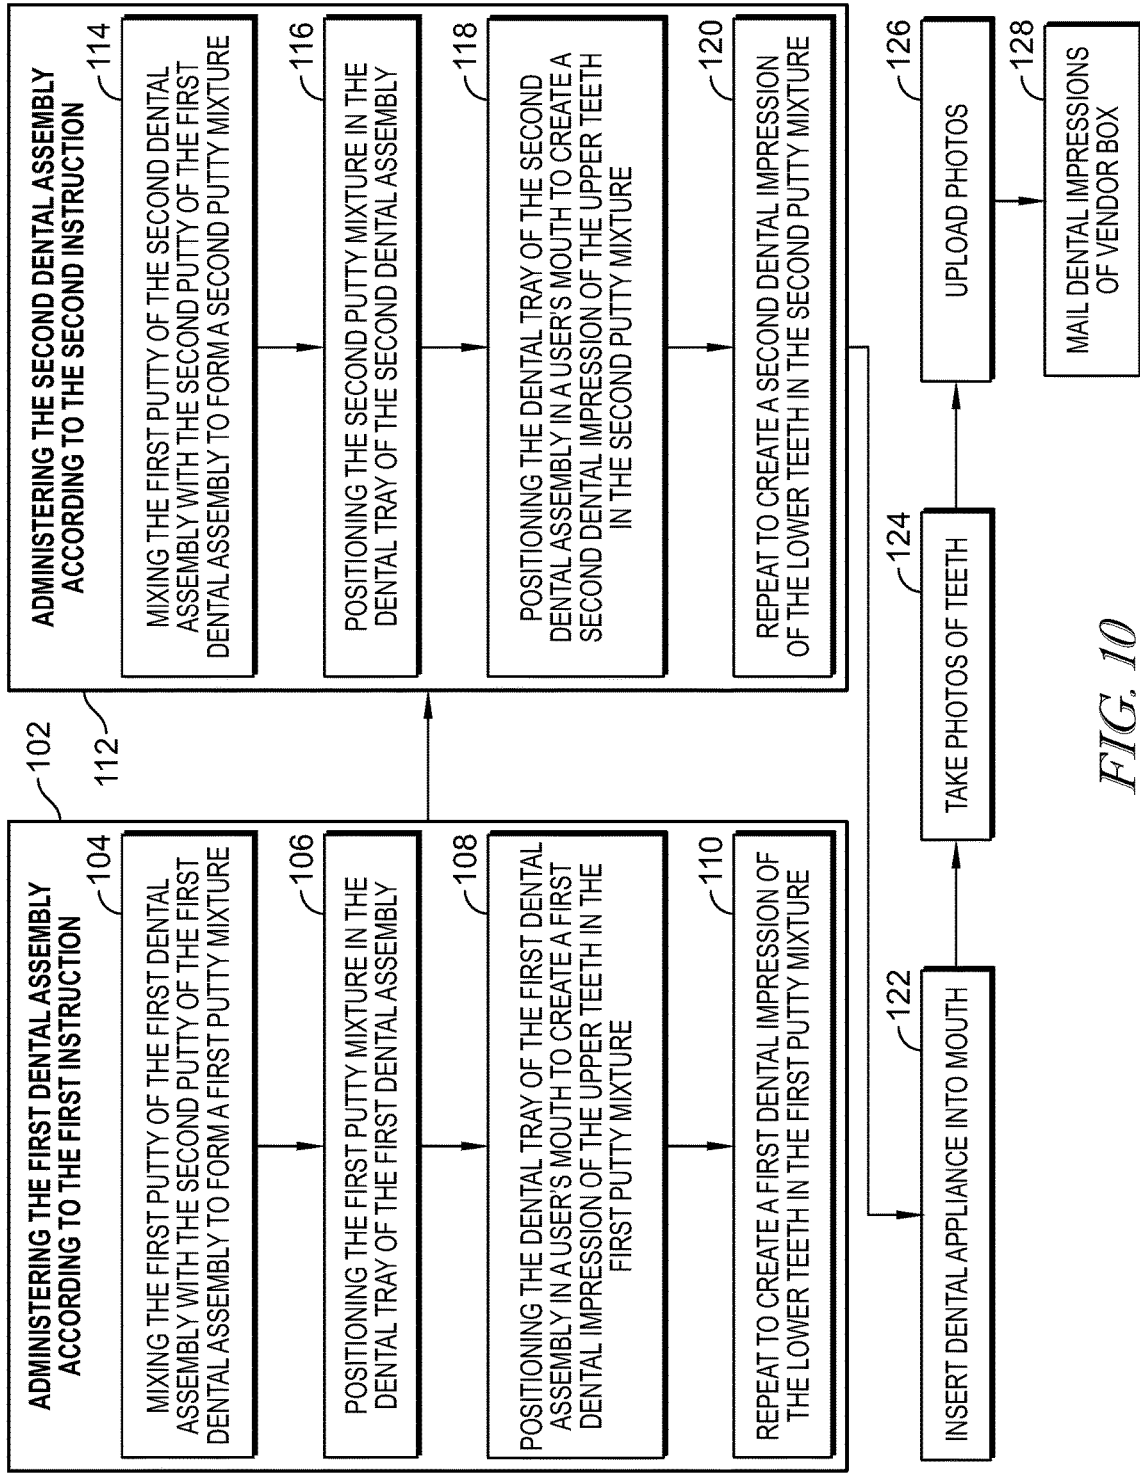 ADMINISTERING THE FIRST DENTAL ASSEMBLY
ACCORDING TO THE FIRST INSTRUCTION
102
104
MIXING THE FIRST PUTTY OF THE FIRST DENTAL
ASSEMBLY WITH THE SECOND PUTTY OF THE FIRST
DENTAL ASSEMBLY TO FORM A FIRST PUTTY MIXTURE
106
POSITIONING THE FIRST PUTTY MIXTURE IN THE
DENTAL TRAY OF THE FIRST DENTAL ASSEMBLY
108
POSITIONING THE DENTAL TRAY OF THE FIRST DENTAL
ASSEMBLY IN A USER'S MOUTH TO CREATE A FIRST
DENTAL IMPRESSION OF THE UPPER TEETH IN THE
FIRST PUTTY MIXTURE
110
REPEAT TO CREATE A FIRST DENTAL IMPRESSION OF
THE LOWER TEETH IN THE FIRST PUTTY MIXTURE
112
ADMINISTERING THE SECOND DENTAL ASSEMBLY
ACCORDING TO THE SECOND INSTRUCTION
114
MIXING THE FIRST PUTTY OF THE SECOND DENTAL
ASSEMBLY WITH THE SECOND PUTTY OF THE FIRST
DENTAL ASSEMBLY TO FORM A SECOND PUTTY MIXTURE
116
POSITIONING THE SECOND PUTTY MIXTURE IN THE
DENTAL TRAY OF THE SECOND DENTAL ASSEMBLY
118
POSITIONING THE DENTAL TRAY OF THE SECOND
DENTAL ASSEMBLY IN A USER'S MOUTH TO CREATE A
SECOND DENTAL IMPRESSION OF THE UPPER TEETH
IN THE SECOND PUTTY MIXTURE
120
REPEAT TO CREATE A SECOND DENTAL IMPRESSION
OF THE LOWER TEETH IN THE SECOND PUTTY MIXTURE
122
INSERT DENTAL APPLIANCE INTO MOUTH
124
TAKE PHOTOS OF TEETH
126
UPLOAD PHOTOS
128
MAIL DENTAL IMPRESSIONS
OF VENDOR BOX
FIG. 10